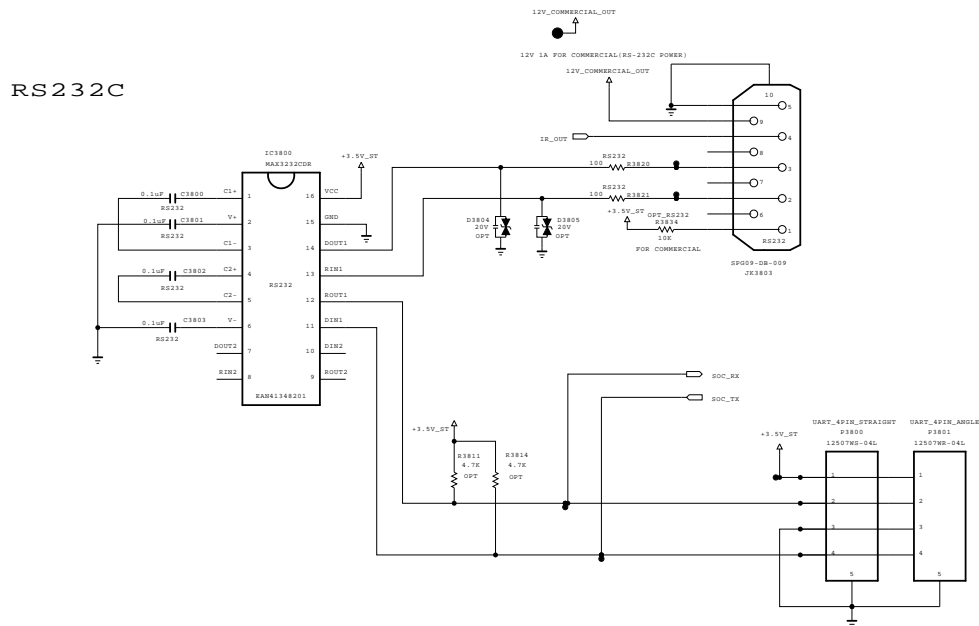 12V_COMMERCIAL_OUT
12V 1A FOR COMMERCIAL(RS-232C POWER)
12V_COMMERCIAL_OUT
RS232C
10
5
9
IR_OUT
4
8
3
7
2
6
1
RS232
SPG09-DB-009
JK3803
RS232
100
R3820
RS232
100
R3821
+3.5V_ST
OPT_RS232
R3834
10K
FOR COMMERCIAL
D3804
20V
OPT
D3805
20V
OPT
IC3800
MAX3232CDR
+3.5V_ST
0.1uF
C3800
RS232
0.1uF
C3801
RS232
0.1uF
C3802
RS232
0.1uF
C3803
RS232
C1+
1
16
VCC
V+
2
15
GND
C1-
3
14
DOUT1
C2+
4
13
RIN1
RS232
C2-
5
12
ROUT1
V-
6
11
DIN1
DOUT2
7
10
DIN2
RIN2
8
9
ROUT2
EAN41348201
SOC_RX
SOC_TX
+3.5V_ST
R3811
4.7K
OPT
R3814
4.7K
OPT
+3.5V_ST
UART_4PIN_STRAIGHT
P3800
12507WS-04L
1
2
3
4
5
UART_4PIN_ANGLE
P3801
12507WR-04L
1
2
3
4
5